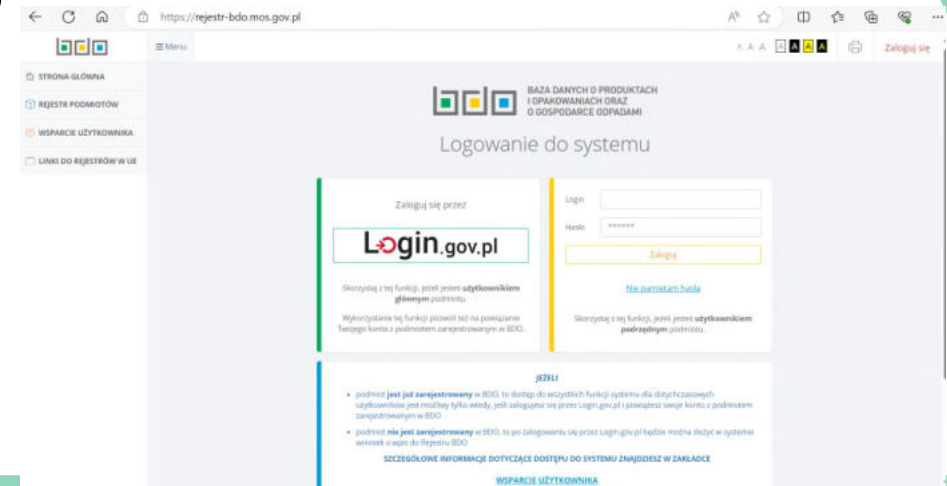 https://rejestr-bdo.mos.gov.pl
bdo
Menu
A A A A A A A
Zaloguj się
STRONA GŁÓWNA
REJESTR PODMIOTÓW
WSPARCIE UŻYTKOWNIKA
LINKI DO REJESTRÓW W UE
bdo
BAZA DANYCH O PRODUKTACH
I OPAKOWANIACH ORAZ
O GOSPODARCE ODPADAMI
Logowanie do systemu
Zaloguj się przez
Login.gov.pl
Skorzystaj z tej funkcji, jeżeli jesteś użytkownikiem
głównym podmiotu.
Wykorzystanie tej funkcji pozwoli też na powiązanie
Twojego konta z podmiotem zarejestrowanym w BDO.
Login
Hasło
******
Zaloguj
Nie pamiętam hasła
Skorzystaj z tej funkcji, jeżeli jesteś użytkownikiem
podrzędnym podmiotu.
JEŻELI
• podmiot jest już zarejestrowany w BDO, to dostęp do wszystkich funkcji systemu dla dotychczasowych
użytkowników jest możliwy tylko wtedy, jeśli zalogujesz się przez Login.gov.pl i powiążesz swoje konto z podmiotem
zarejestrowanym w BDO
• podmiot nie jest zarejestrowany w BDO, to po zalogowaniu się przez Login.gov.pl będzie można złożyć w systemie
wniosek o wpis do Rejestru BDO
SZCZEGÓŁOWE INFORMACJE DOTYCZĄCE DOSTĘPU DO SYSTEMU ZNAJDZIESZ W ZAKŁADCE
WSPARCIE UŻYTKOWNIKA